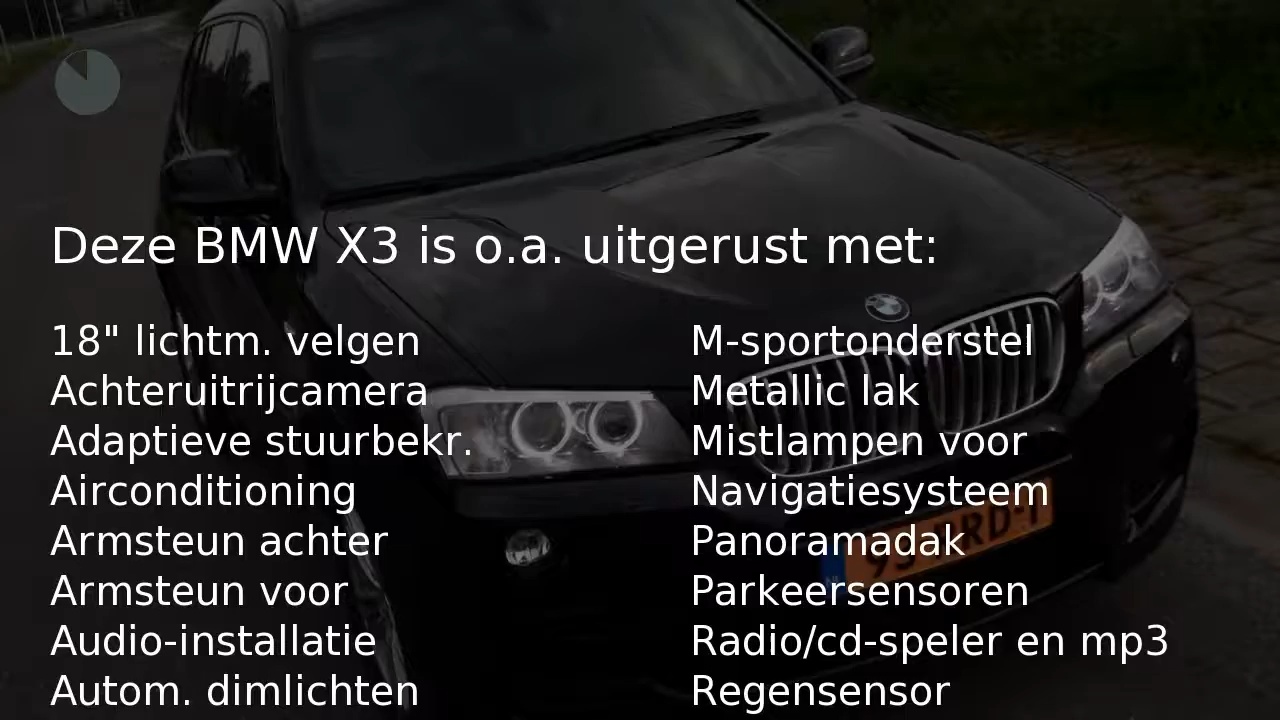 Deze BMW X3 is o.a. uitgerust met:
18" lichtm. velgen
Achteruitrijcamera
Adaptieve stuurbekr.
Airconditioning
Armsteun achter
Armsteun voor
Audio-installatie
Autom. dimlichten
M-sportonderstel
Metallic lak
Mistlampen voor
Navigatiesysteem
Panoramadak
Parkeersensoren
Radio/cd-speler en mp3
Regensensor